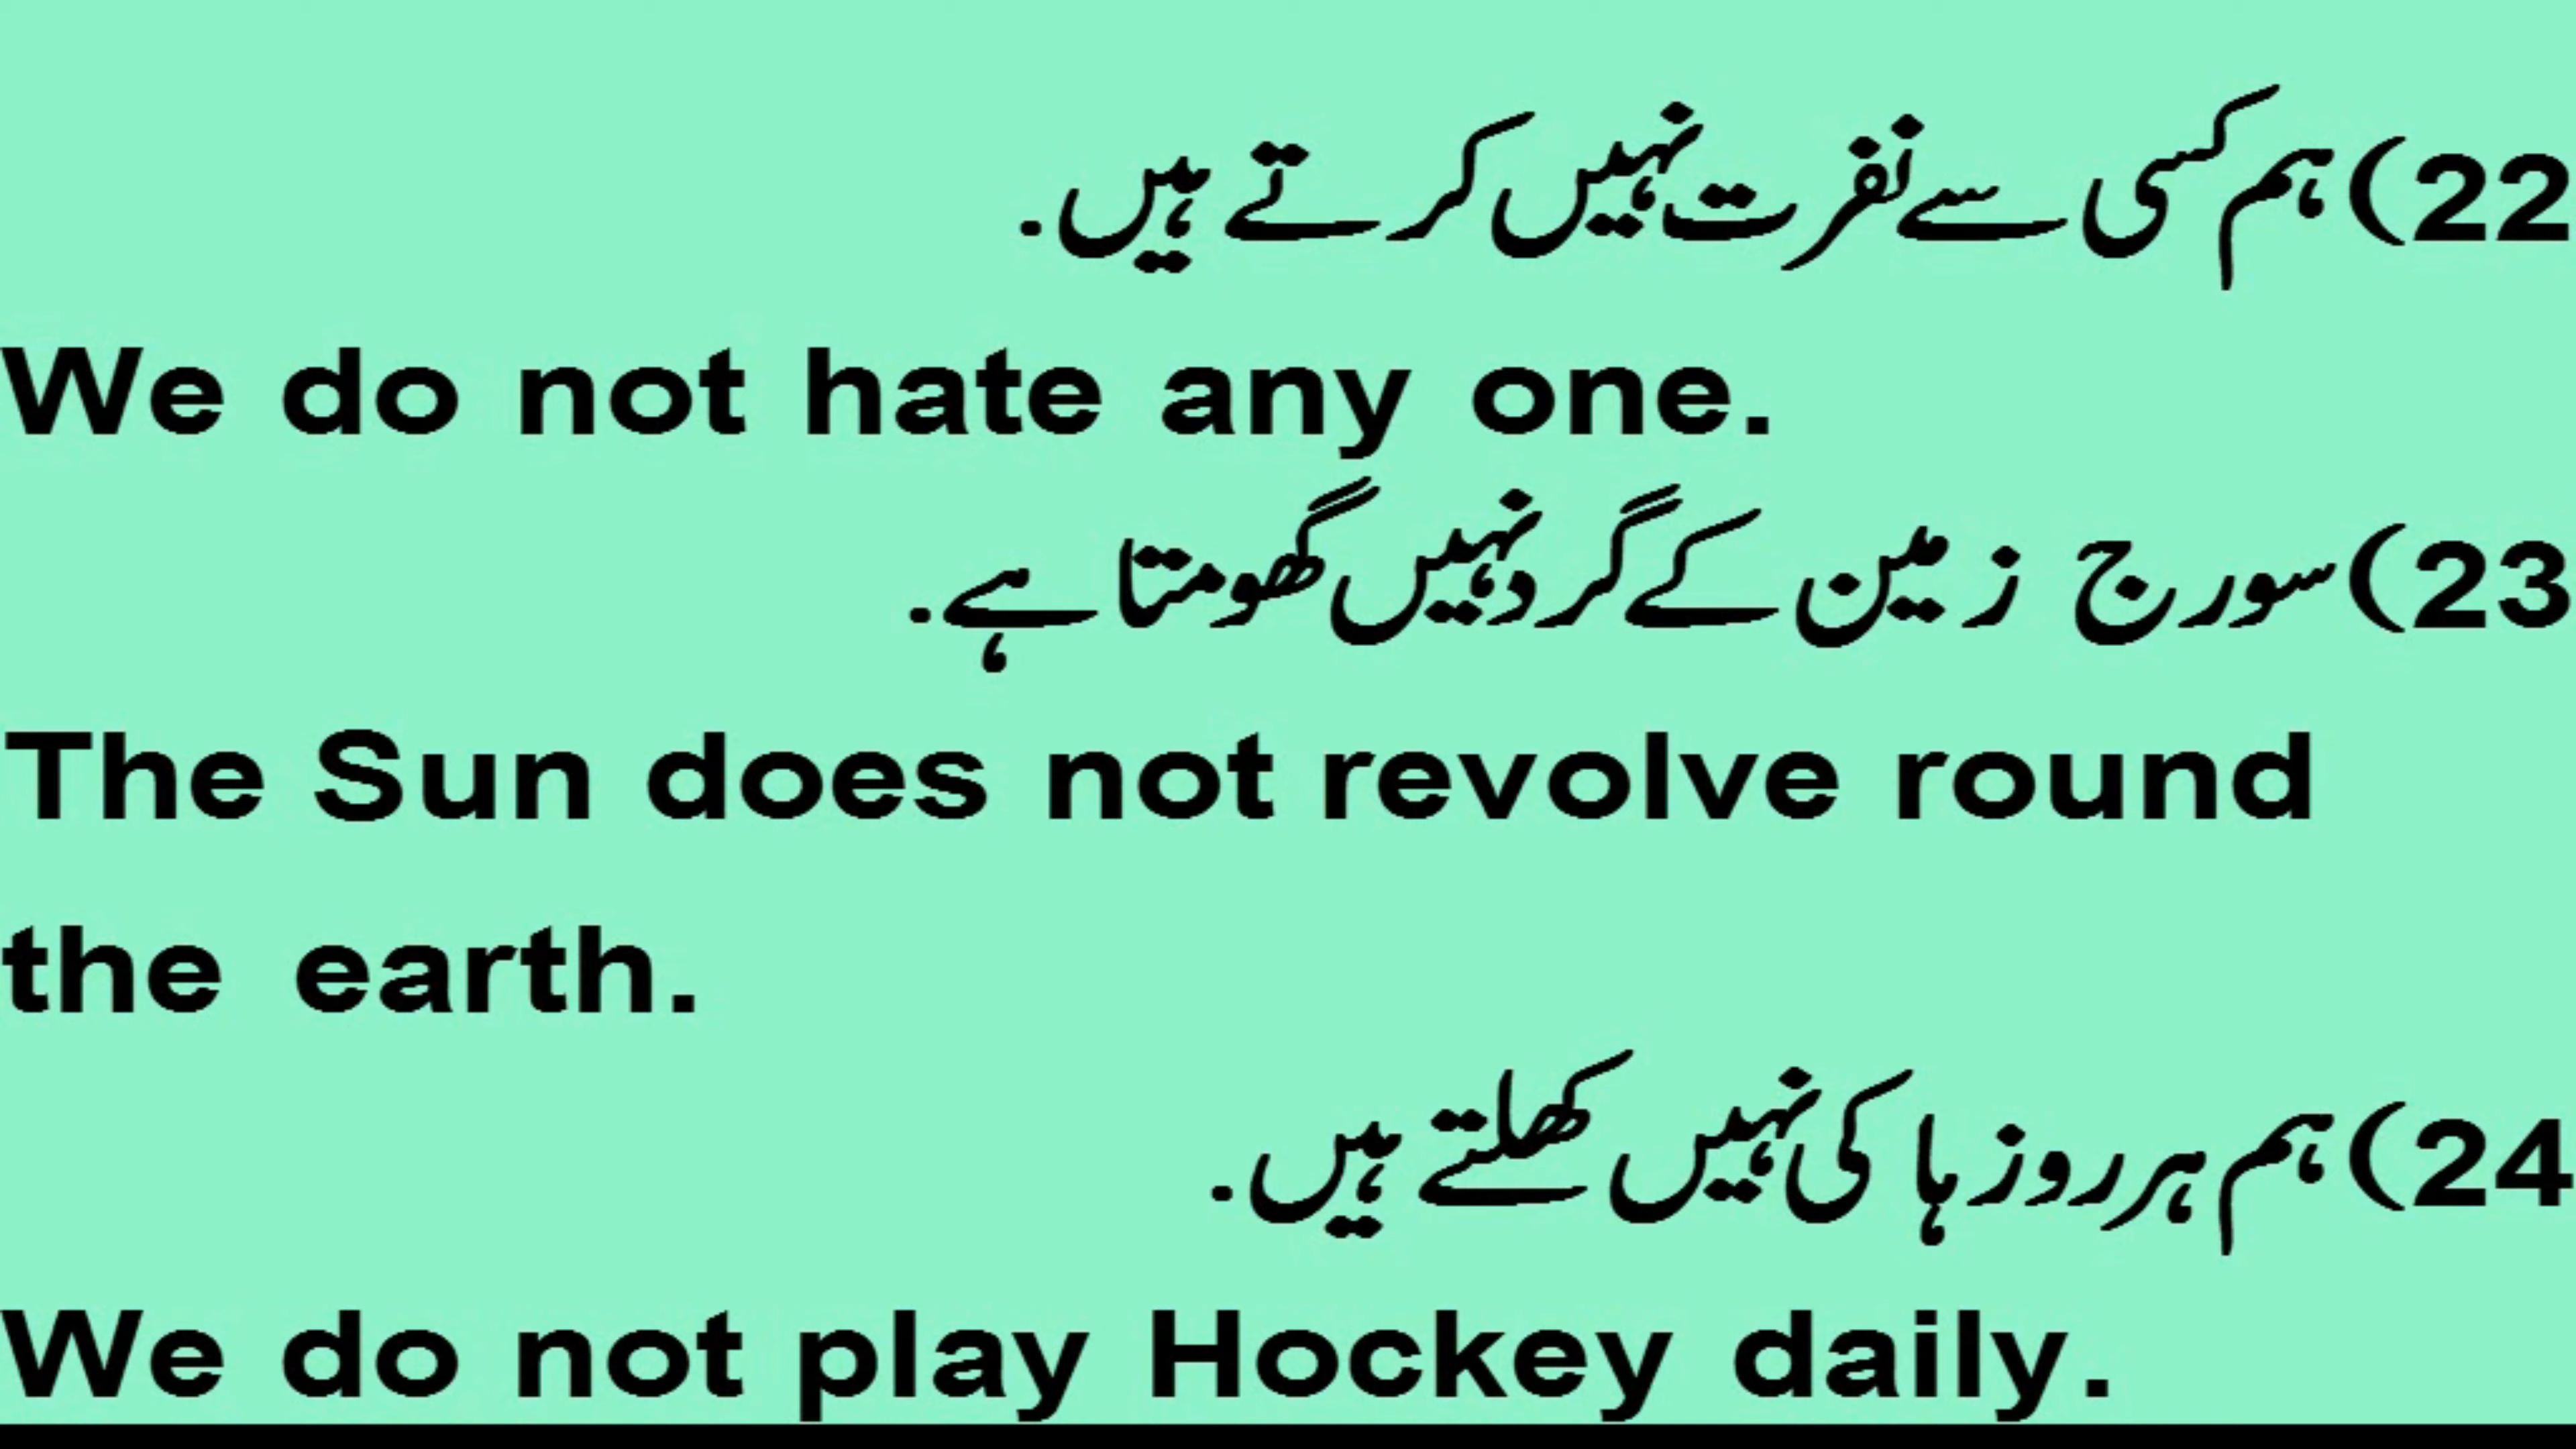 22) ہم کسی سے نفرت نہیں کرتے ہیں.
We do not hate any one.
23) سورج زمین کے گرد نہیں گھومتا ہے.
The Sun does not revolve round
the earth.
24) ہم ہر روز ہاکی نہیں کھلتے ہیں.
We do not play Hockey daily.